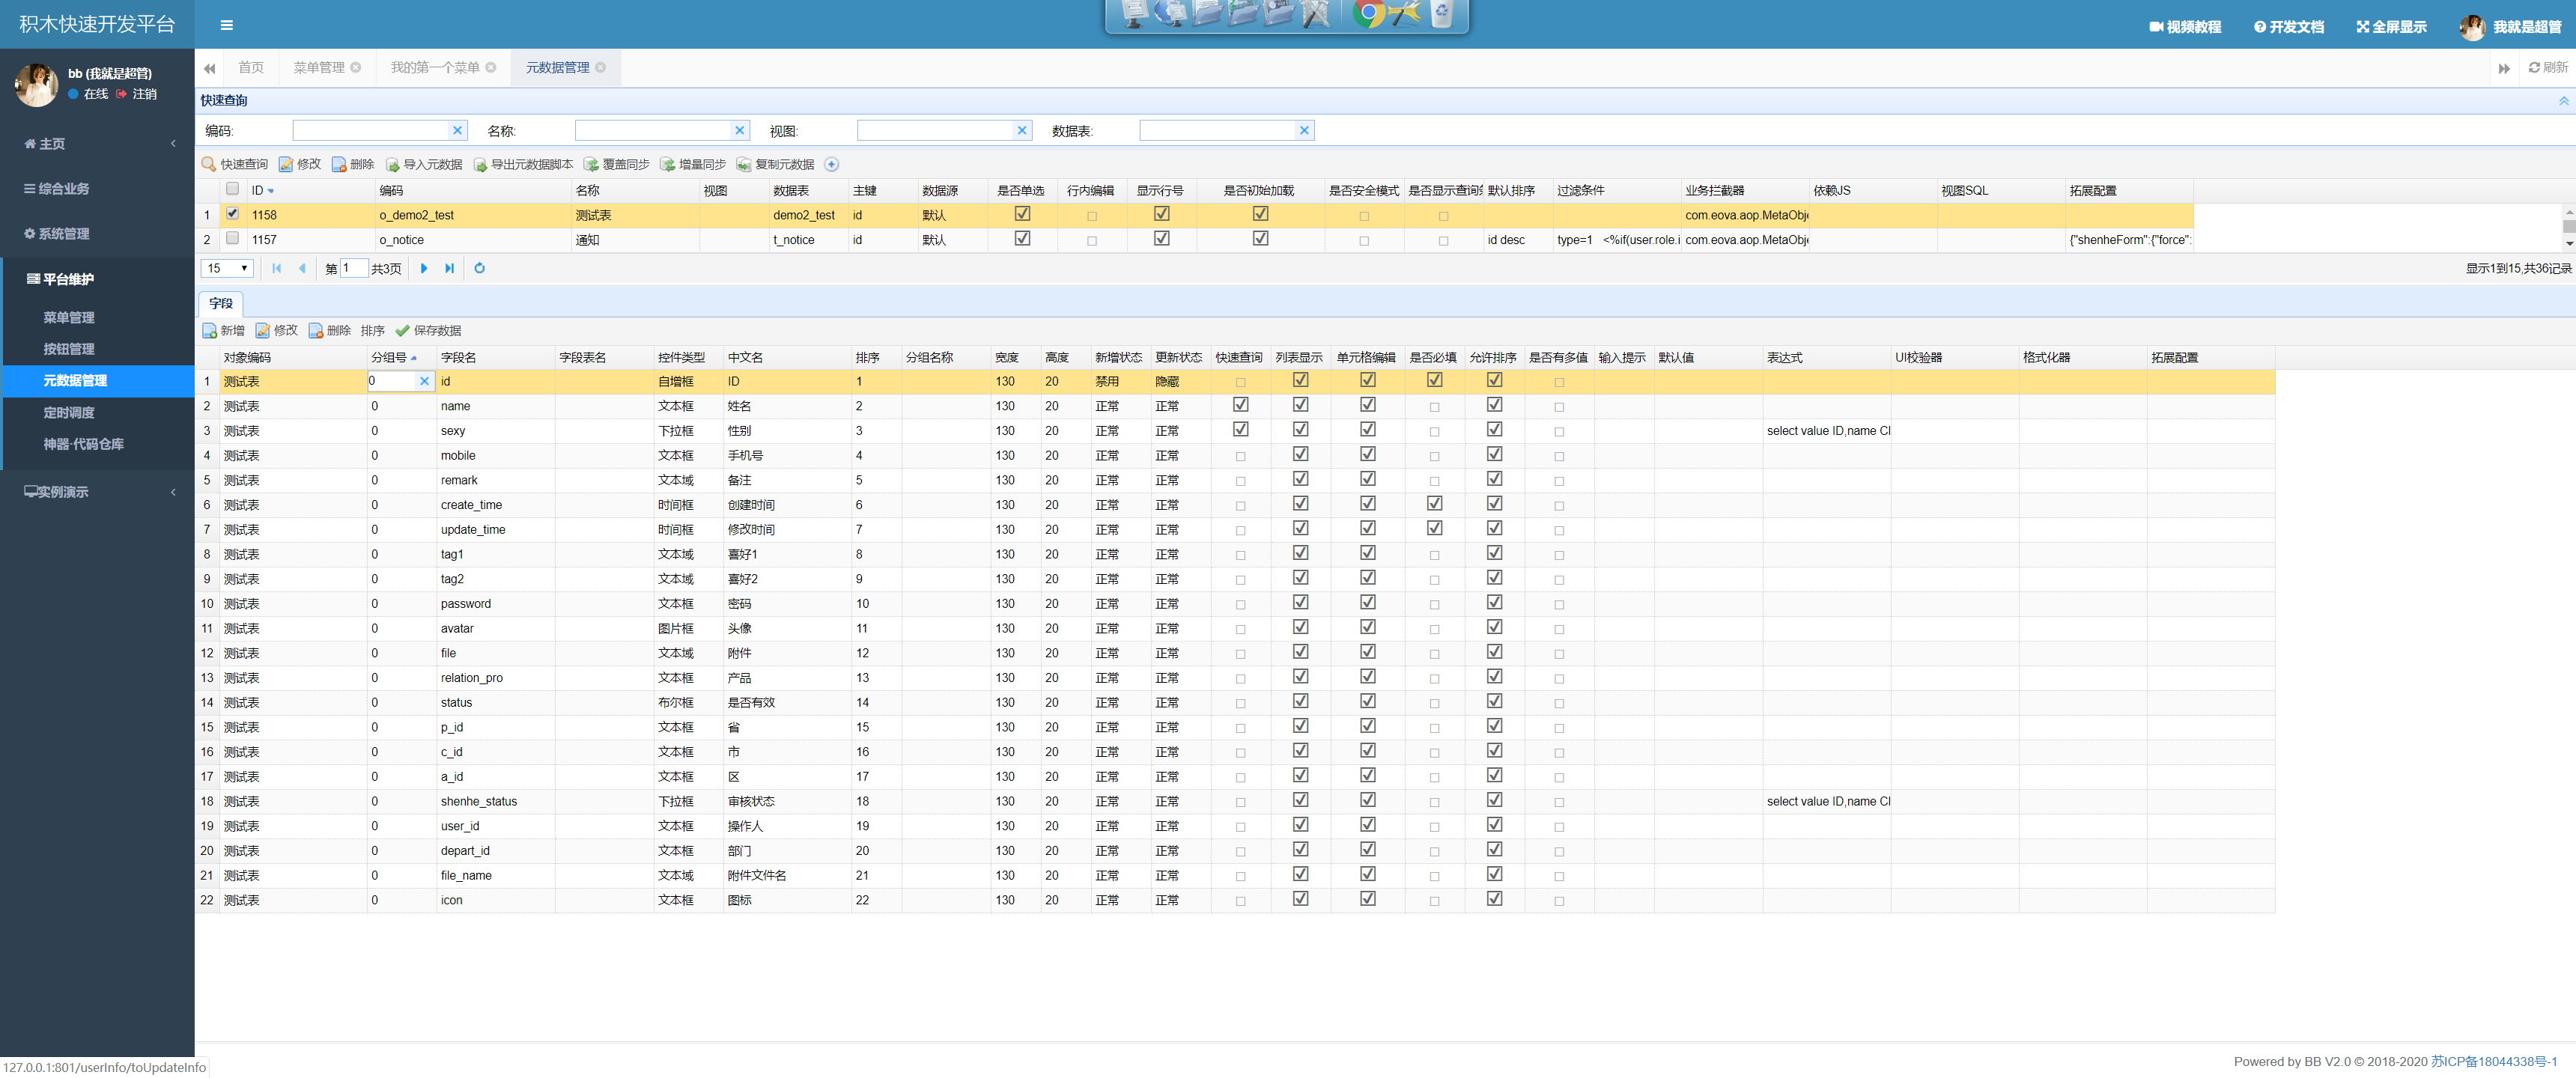 积木快速开发平台
视频教程 开发文档 全屏显示 我就是超管
bb (我就是超管)
在线 注销
首页 菜单管理 我的第一个菜单 元数据管理 刷新
主页
综合业务
系统管理
平台维护
菜单管理
按钮管理
元数据管理
定时调度
神器·代码仓库
实例演示
快速查询
编码: 名称: 视图: 数据表:
快速查询 修改 删除 导入元数据 导出元数据脚本 覆盖同步 增量同步 复制元数据
ID 编码 名称 视图 数据表 主键 数据源 是否单选 行内编辑 显示行号 是否初始加载 是否安全模式 是否显示查询 默认排序 过滤条件 业务拦截器 依赖JS 视图SQL 拓展配置
1 1158 o_demo2_test 测试表 demo2_test id 默认 com.eova.aop.MetaObj
2 1157 o_notice 通知 t_notice id 默认 id desc type=1 <%if(user.role.i com.eova.aop.MetaObj {"shenheForm":{"force":
15 第 1 共3页 显示1到15,共36记录
字段
新增 修改 删除 排序 保存数据
对象编码 分组号 字段名 字段表名 控件类型 中文名 排序 分组名称 宽度 高度 新增状态 更新状态 快速查询 列表显示 单元格编辑 是否必填 允许排序 是否有多值 输入提示 默认值 表达式 UI校验器 格式化器 拓展配置
1 测试表 0 id 自增框 ID 1 130 20 禁用 隐藏
2 测试表 0 name 文本框 姓名 2 130 20 正常 正常
3 测试表 0 sexy 下拉框 性别 3 130 20 正常 正常 select value ID,name CI
4 测试表 0 mobile 文本框 手机号 4 130 20 正常 正常
5 测试表 0 remark 文本域 备注 5 130 20 正常 正常
6 测试表 0 create_time 时间框 创建时间 6 130 20 正常 正常
7 测试表 0 update_time 时间框 修改时间 7 130 20 正常 正常
8 测试表 0 tag1 文本域 喜好1 8 130 20 正常 正常
9 测试表 0 tag2 文本域 喜好2 9 130 20 正常 正常
10 测试表 0 password 文本框 密码 10 130 20 正常 正常
11 测试表 0 avatar 图片框 头像 11 130 20 正常 正常
12 测试表 0 file 文本域 附件 12 130 20 正常 正常
13 测试表 0 relation_pro 文本框 产品 13 130 20 正常 正常
14 测试表 0 status 布尔框 是否有效 14 130 20 正常 正常
15 测试表 0 p_id 文本框 省 15 130 20 正常 正常
16 测试表 0 c_id 文本框 市 16 130 20 正常 正常
17 测试表 0 a_id 文本框 区 17 130 20 正常 正常
18 测试表 0 shenhe_status 下拉框 审核状态 18 130 20 正常 正常 select value ID,name CI
19 测试表 0 user_id 文本框 操作人 19 130 20 正常 正常
20 测试表 0 depart_id 文本框 部门 20 130 20 正常 正常
21 测试表 0 file_name 文本域 附件文件名 21 130 20 正常 正常
22 测试表 0 icon 文本框 图标 22 130 20 正常 正常
127.0.0.1:801/userInfo/toUpdateInfo
Powered by BB V2.0 © 2018-2020 苏ICP备18044338号-1